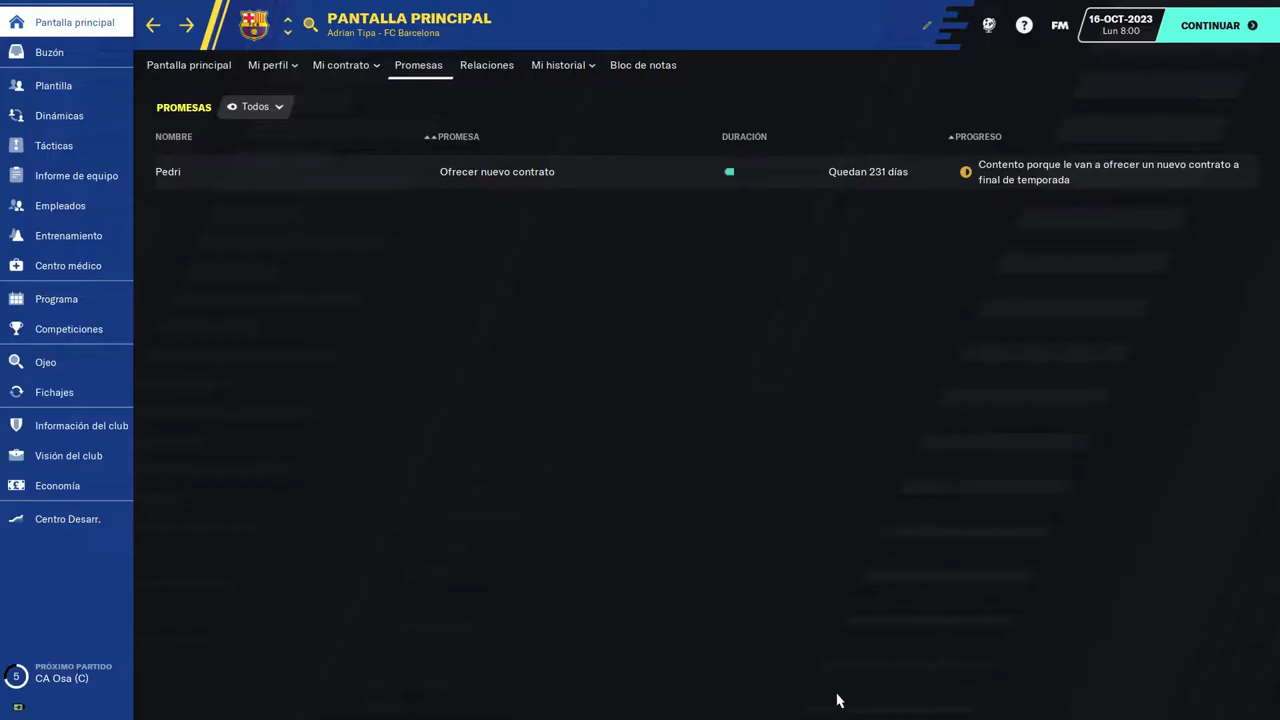 Pantalla principal
Buzón
Plantilla
Dinámicas
Tácticas
Informe de equipo
Empleados
Entrenamiento
Centro médico
Programa
Competiciones
Ojeo
Fichajes
Información del club
Visión del club
Economía
Centro Desarr.
5
PRÓXIMO PARTIDO
CA Osa (C)
PANTALLA PRINCIPAL
Adrian Tipa - FC Barcelona
? FM
16-OCT-2023
Lun 8:00
CONTINUAR
Pantalla principal Mi perfil Mi contrato Promesas Relaciones Mi historial Bloc de notas
PROMESAS Todos
NOMBRE PROMESA DURACIÓN PROGRESO
Pedri Ofrecer nuevo contrato Quedan 231 días Contento porque le van a ofrecer un nuevo contrato a
final de temporada